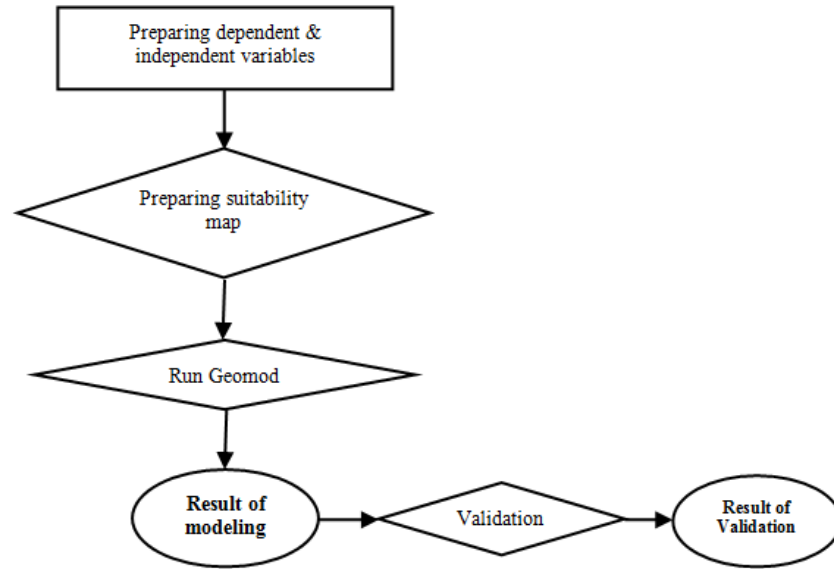 Preparing dependent &
independent variables
Preparing suitability
map
Run Geomod
Result of
modeling
Validation
Result of
Validation